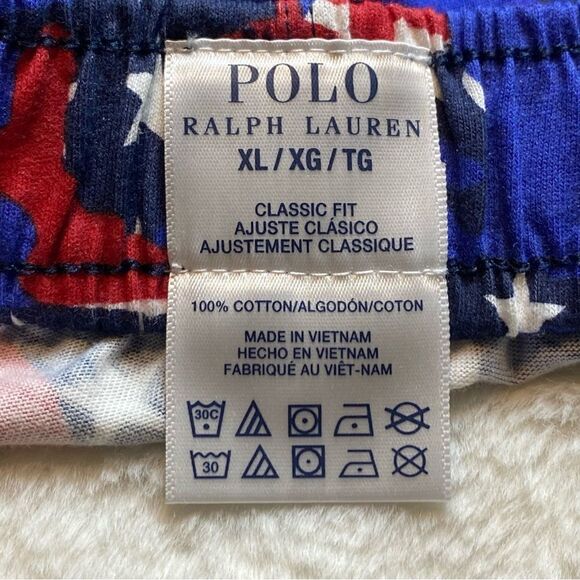 POLO
RALPH LAUREN
XL / XG / TG
CLASSIC FIT
AJUSTE CLÁSICO
AJUSTEMENT CLASSIQUE
100% COTTON/ALGODÓN/COTON
MADE IN VIETNAM
HECHO EN VIETNAM
FABRIQUÉ AU VIÊT-NAM
30C
30